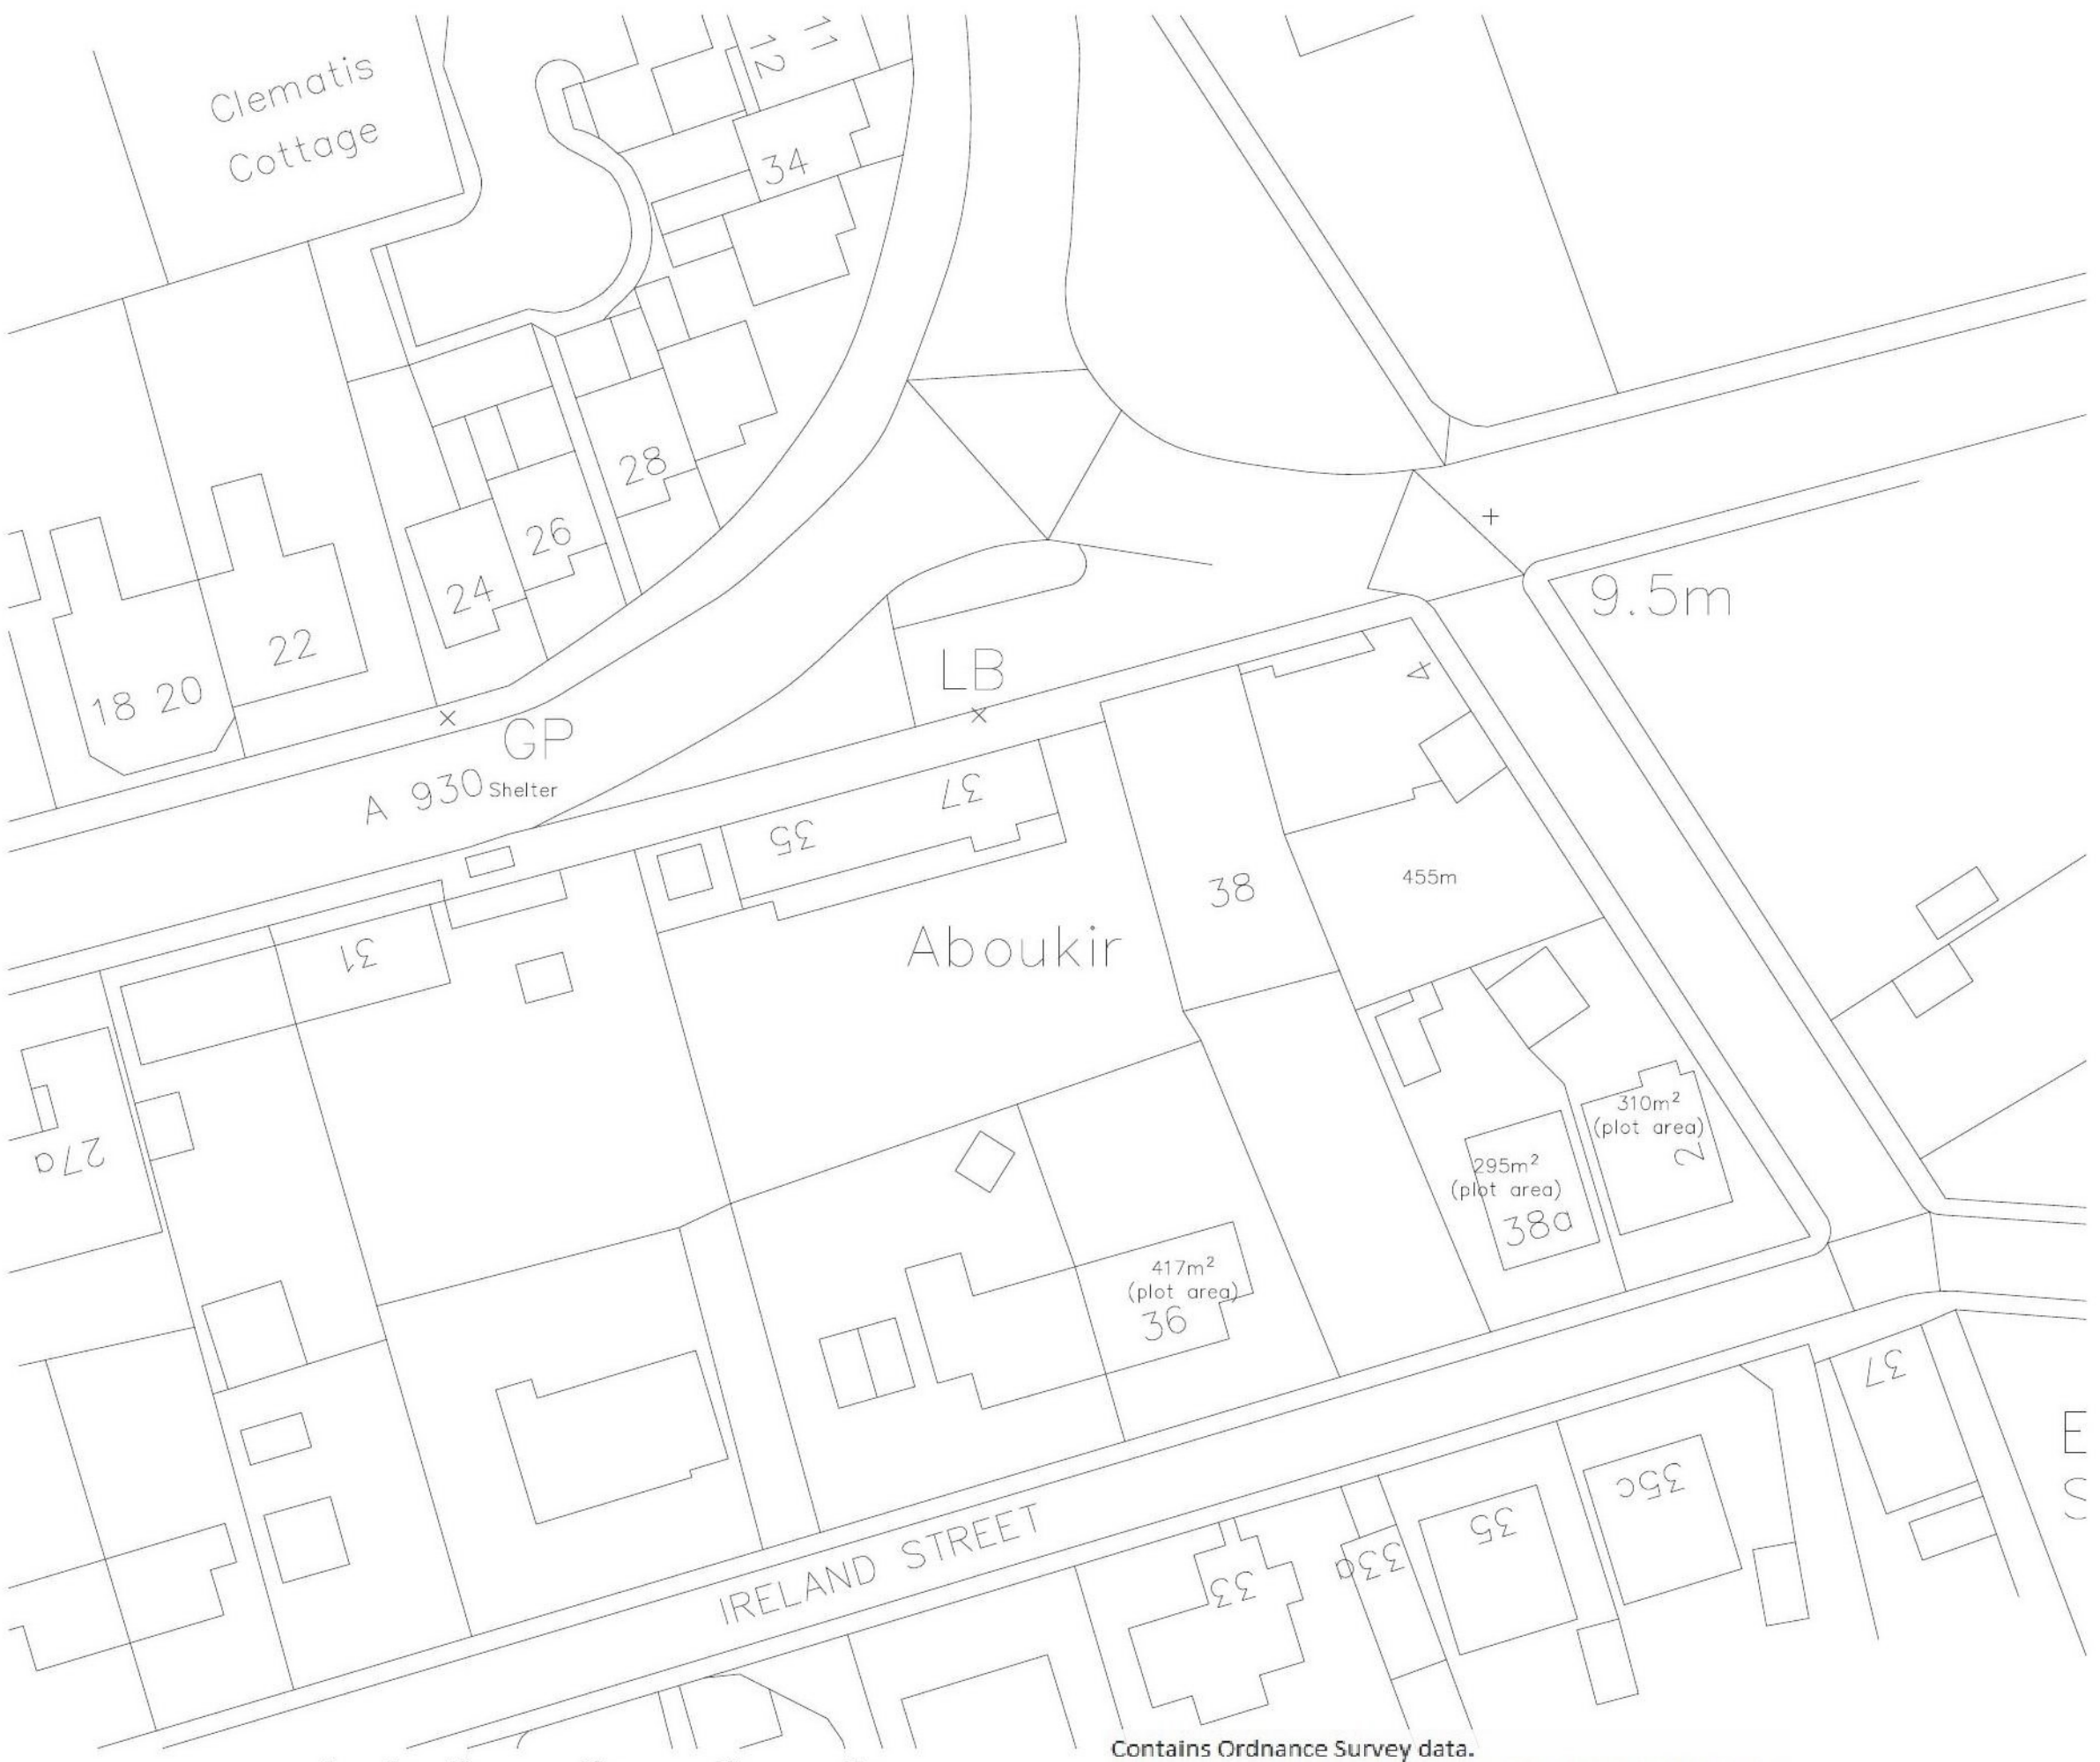 Clematis
Cottage
11
12
34
28
26
24
22
18 20
9.5m
LB
GP
A 930
Shelter
4
37
35
38
455m
Aboukir
31
27a
310m²
(plot area)
2
295m²
(plot area)
38a
417m²
(plot area)
36
37
35c
35
33a
33
E
S
IRELAND STREET
Contains Ordnance Survey data.